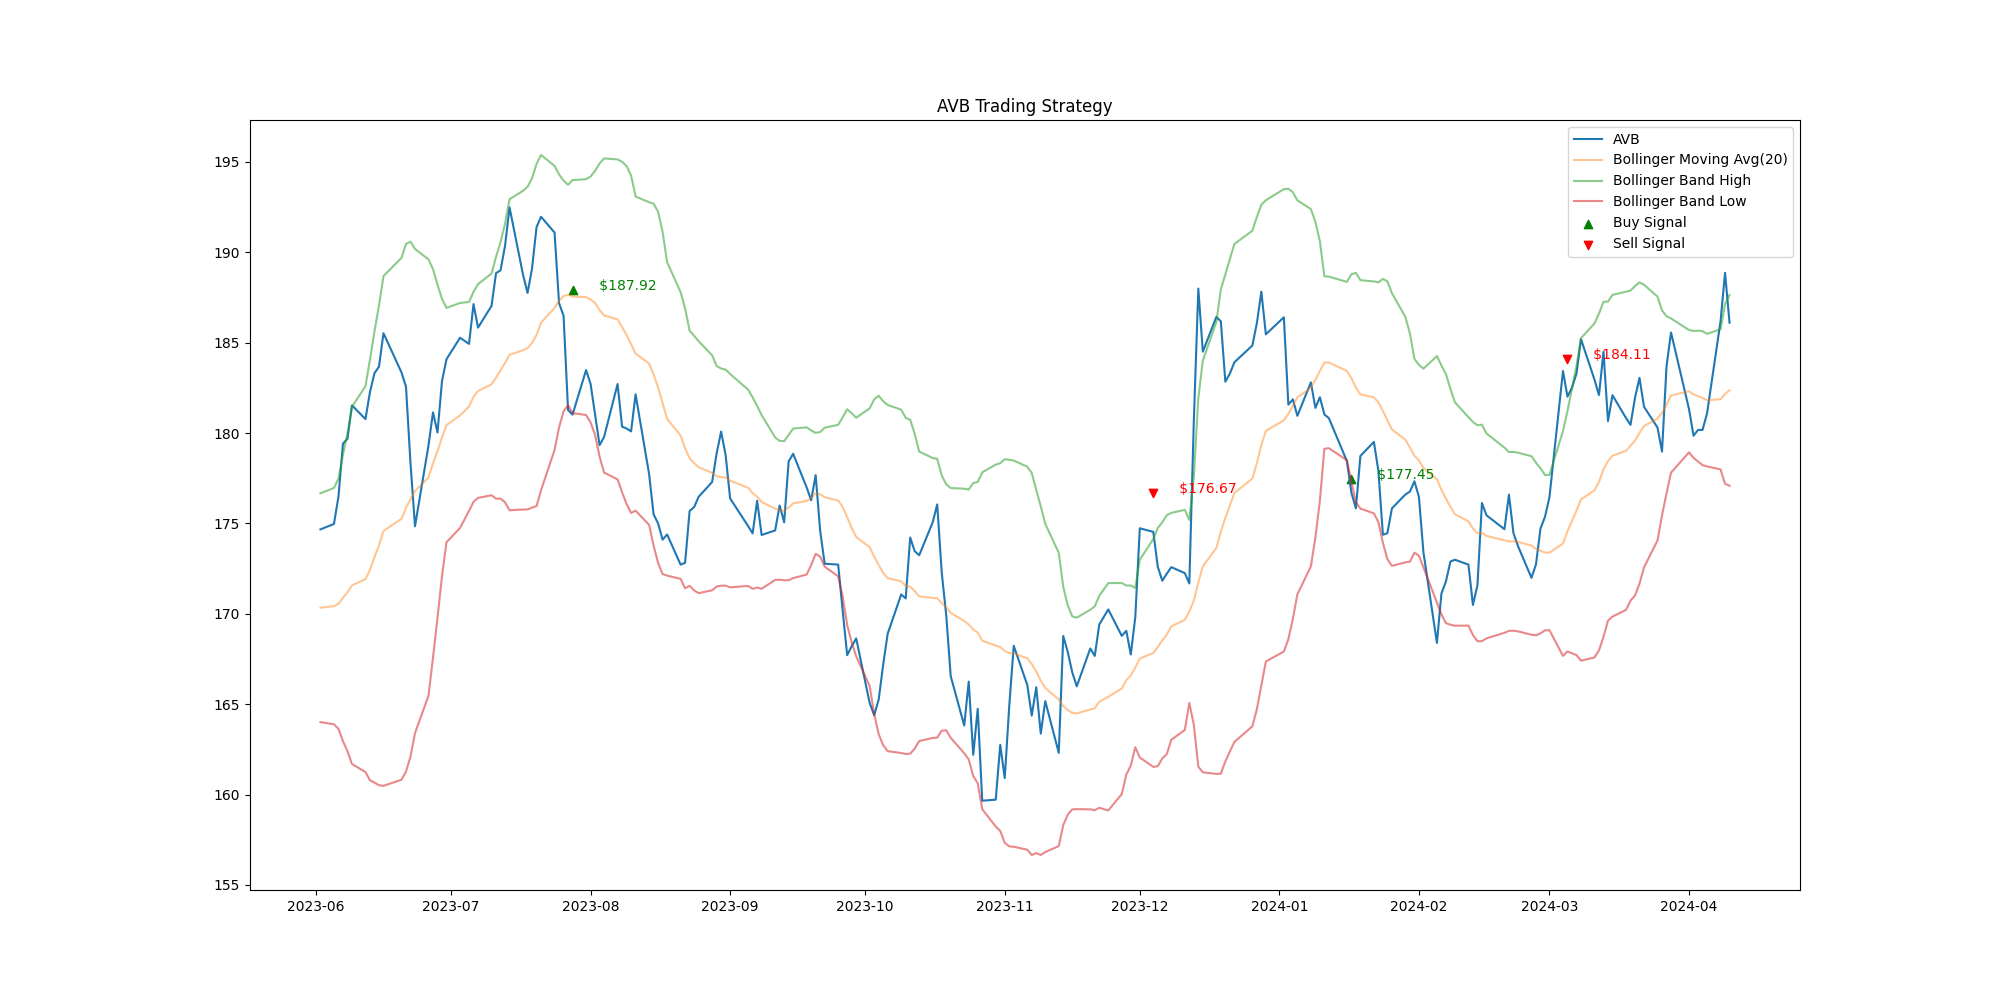 AVB Trading Strategy
AVB
Bollinger Moving Avg(20)
Bollinger Band High
Bollinger Band Low
Buy Signal
Sell Signal
195
190
185
180
175
170
165
160
155
$187.92
$176.67
$177.45
$184.11
2023-06 2023-07 2023-08 2023-09 2023-10 2023-11 2023-12 2024-01 2024-02 2024-03 2024-04